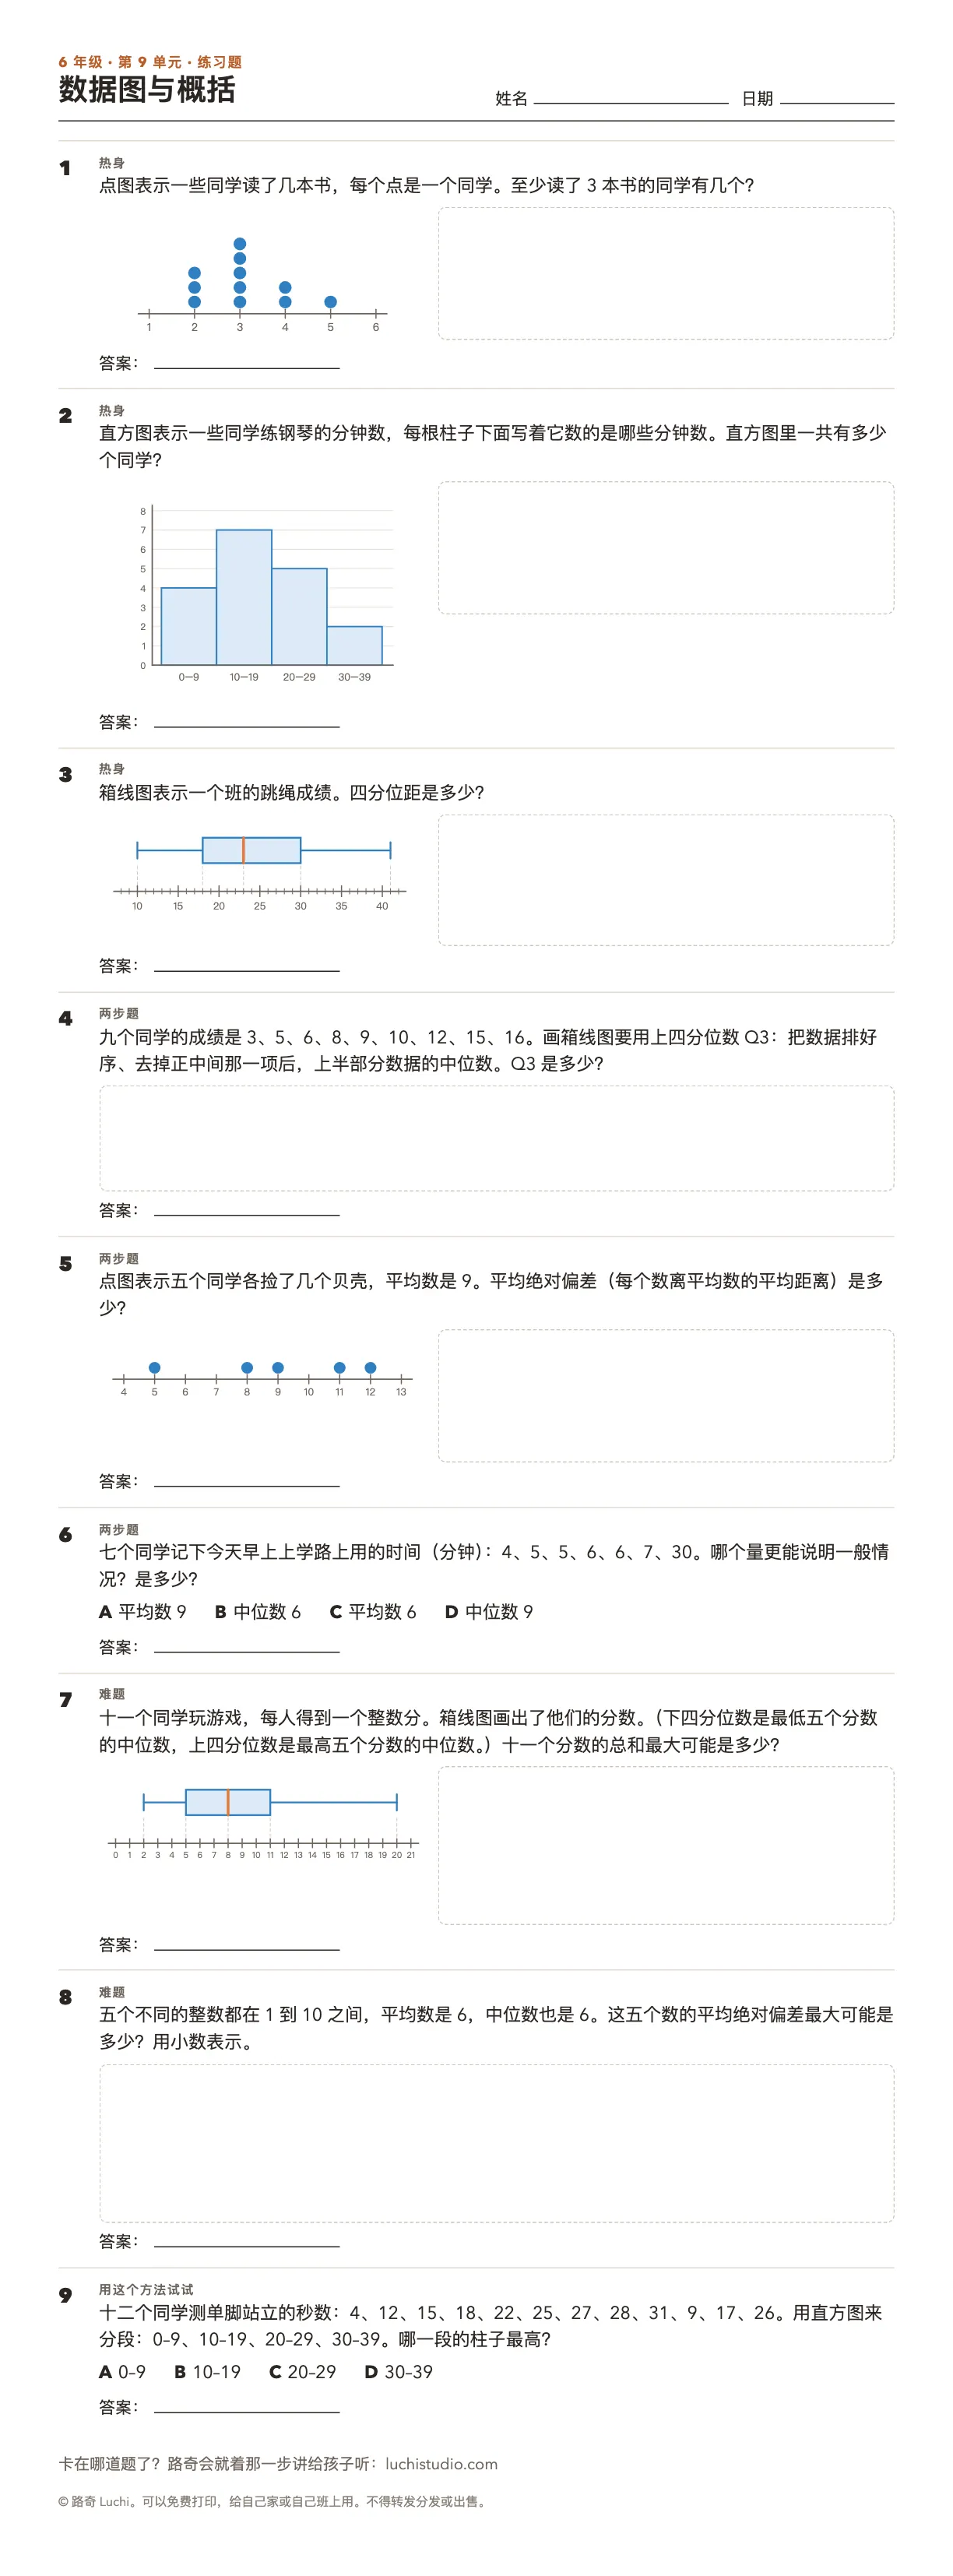 6 年级 · 第 9 单元 · 练习题
数据图与概括
姓名
日期
1
热身
点图表示一些同学读了几本书，每个点是一个同学。至少读了 3 本书的同学有几个？
1 2 3 4 5 6
答案：
2
热身
直方图表示一些同学练钢琴的分钟数，每根柱子下面写着它数的是哪些分钟数。直方图里一共有多少
个同学？
8
7
6
5
4
3
2
1
0
0–9 10–19 20–29 30–39
答案：
3
热身
箱线图表示一个班的跳绳成绩。四分位距是多少？
10 15 20 25 30 35 40
答案：
4
两步题
九个同学的成绩是 3、5、6、8、9、10、12、15、16。画箱线图要用上四分位数 Q3：把数据排好
序、去掉正中间那一项后，上半部分数据的中位数。Q3 是多少？
答案：
5
两步题
点图表示五个同学各捡了几个贝壳，平均数是 9。平均绝对偏差（每个数离平均数的平均距离）是多
少？
4 5 6 7 8 9 10 11 12 13
答案：
6
两步题
七个同学记下今天早上上学路上用的时间（分钟）：4、5、5、6、6、7、30。哪个量更能说明一般情
况？是多少？
A 平均数 9 B 中位数 6 C 平均数 6 D 中位数 9
答案：
7
难题
十一个同学玩游戏，每人得到一个整数分。箱线图画出了他们的分数。（下四分位数是最低五个分数
的中位数，上四分位数是最高五个分数的中位数。）十一个分数的总和最大可能是多少？
0 1 2 3 4 5 6 7 8 9 10 11 12 13 14 15 16 17 18 19 20 21
答案：
8
难题
五个不同的整数都在 1 到 10 之间，平均数是 6，中位数也是 6。这五个数的平均绝对偏差最大可能是
多少？用小数表示。
答案：
9
用这个方法试试
十二个同学测单脚站立的秒数：4、12、15、18、22、25、27、28、31、9、17、26。用直方图来
分段：0–9、10–19、20–29、30–39。哪一段的柱子最高？
A 0–9 B 10–19 C 20–29 D 30–39
答案：
卡在哪道题了？路奇会就着那一步讲给孩子听：luchistudio.com
© 路奇 Luchi。可以免费打印，给自己家或自己班上用。不得转发分发或出售。